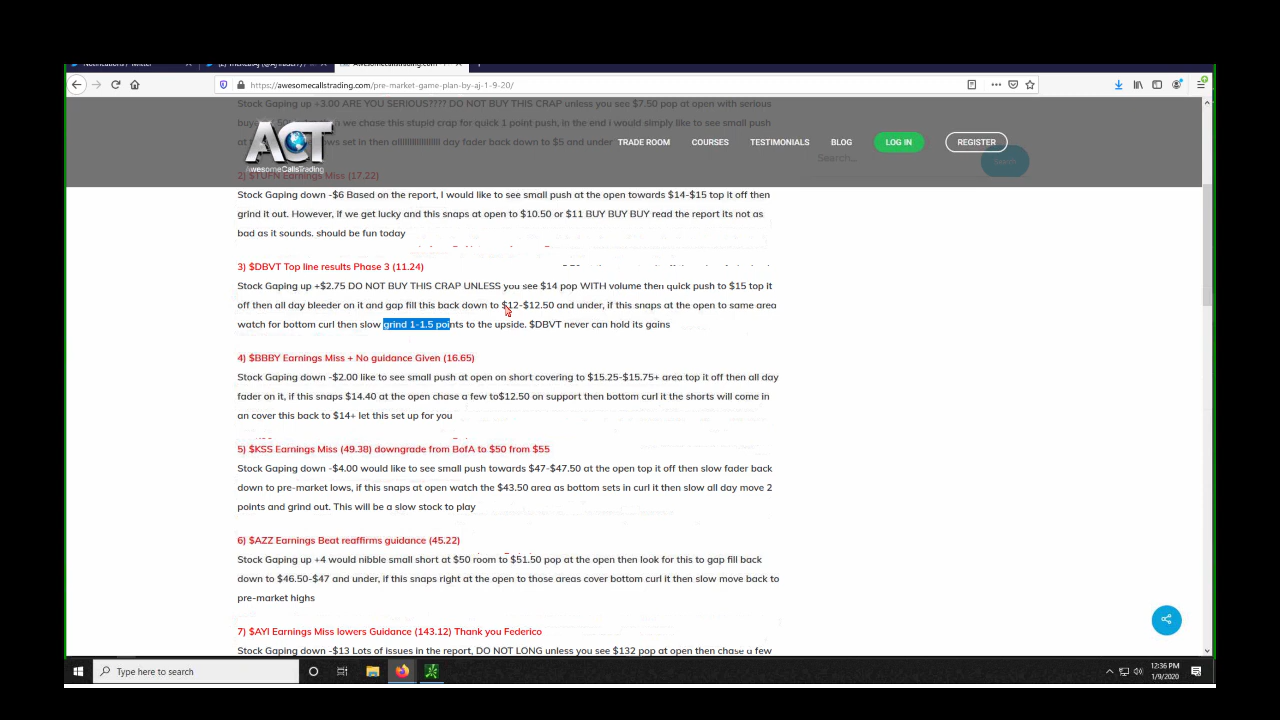 Notifications / Twitter
https://awesomecallstrading.com/pre-market-game-plan-by-aj-1-9-20/
Stock Gaping up +3.00 ARE YOU SERIOUS???? DO NOT BUY THIS CRAP unless you see $7.50 pop at open with serious
we chase this stupid crap for quick 1 point push, in the end i would simply like to see small push
day fader back down to $5 and under
ACT
AwesomeCallsTrading
TRADE ROOM
COURSES
TESTIMONIALS
BLOG
LOG IN
REGISTER
Search...
Search
2) $TUFN Earnings Miss (17.22)
Stock Gaping down -$6 Based on the report, I would like to see small push at the open towards $14-$15 top it off then
grind it out. However, if we get lucky and this snaps at open to $10.50 or $11 BUY BUY BUY read the report its not as
bad as it sounds. should be fun today
3) $DBVT Top line results Phase 3 (11.24)
Stock Gaping up +$2.75 DO NOT BUY THIS CRAP UNLESS you see $14 pop WITH volume then quick push to $15 top it
off then all day bleeder on it and gap fill this back down to $12-$12.50 and under, if this snaps at the open to same area
watch for bottom curl then slow grind 1-1.5 points to the upside. $DBVT never can hold its gains
4) $BBBY Earnings Miss + No guidance Given (16.65)
Stock Gaping down -$2.00 like to see small push at open on short covering to $15.25-$15.75+ area top it off then all day
fader on it, if this snaps $14.40 at the open chase a few to$12.50 on support then bottom curl it the shorts will come in
an cover this back to $14+ let this set up for you
5) $KSS Earnings Miss (49.38) downgrade from BofA to $50 from $55
Stock Gaping down -$4.00 would like to see small push towards $47-$47.50 at the open top it off then slow fader back
down to pre-market lows, if this snaps at open watch the $43.50 area as bottom sets in curl it then slow all day move 2
points and grind out. This will be a slow stock to play
6) $AZZ Earnings Beat reaffirms guidance (45.22)
Stock Gaping up +4 would nibble small short at $50 room to $51.50 pop at the open then look for this to gap fill back
down to $46.50-$47 and under, if this snaps right at the open to those areas cover bottom curl it then slow move back to
pre-market highs
7) $AYI Earnings Miss lowers Guidance (143.12) Thank you Federico
Stock Gaping down -$13 Lots of issues in the report, DO NOT LONG unless you see $132 pop at open then chase a few
Type here to search
12:36 PM
1/9/2020